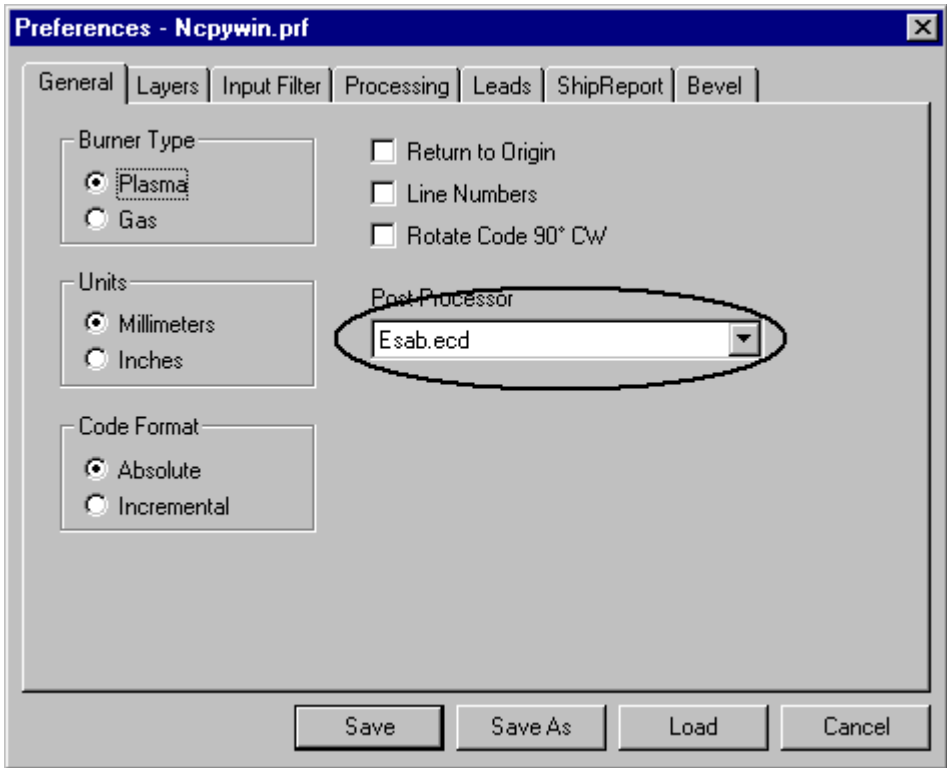 Preferences - Ncpywin.prf
General Layers Input Filter Processing Leads ShipReport Bevel
Burner Type
Plasma
Gas
Return to Origin
Line Numbers
Rotate Code 90° CW
Units
Millimeters
Inches
Post Processor
Esab.ecd
Code Format
Absolute
Incremental
Save Save As Load Cancel